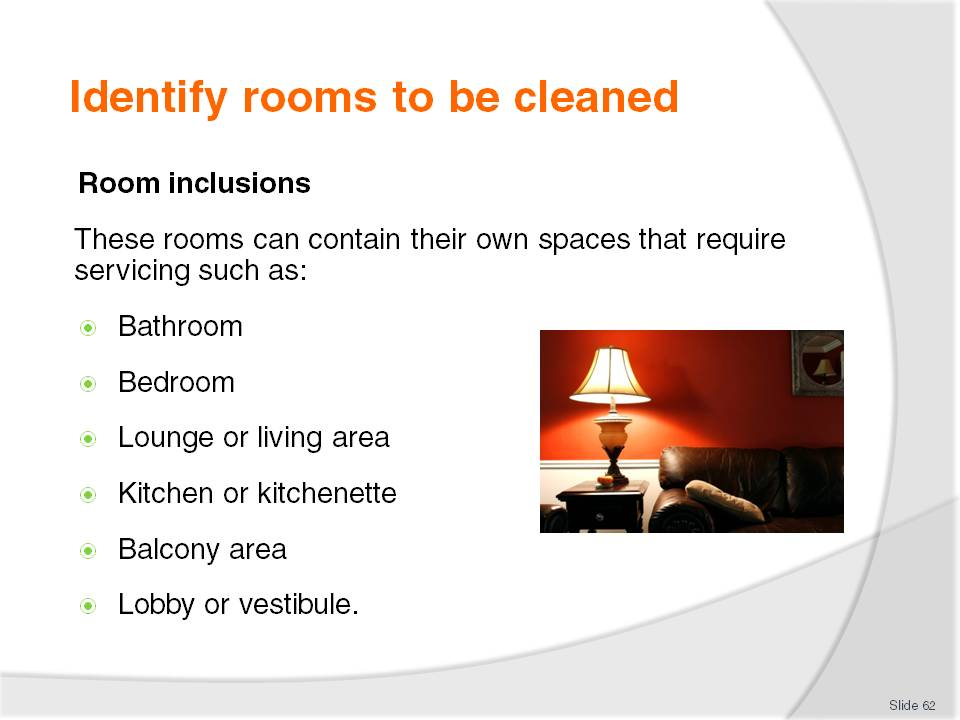 Identify rooms to be cleaned
Room inclusions
These rooms can contain their own spaces that require
servicing such as:
Bathroom
Bedroom
Lounge or living area
Kitchen or kitchenette
Balcony area
Lobby or vestibule.
Slide 62